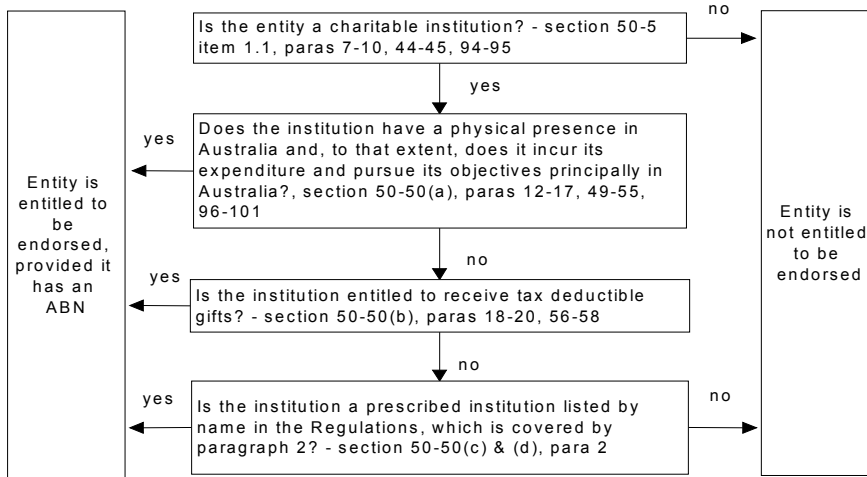 Is the entity a charitable institution? - section 50-5
item 1.1, paras 7-10, 44-45, 94-95
no
yes
Does the institution have a physical presence in
Australia and, to that extent, does it incur its
expenditure and pursue its objectives principally in
Australia?, section 50-50(a), paras 12-17, 49-55,
96-101
yes
Entity is
entitled to
be
endorsed,
provided it
has an
ABN
Entity is
not entitled
to be
endorsed
no
yes
Is the institution entitled to receive tax deductible
gifts? - section 50-50(b), paras 18-20, 56-58
no
yes
Is the institution a prescribed institution listed by
name in the Regulations, which is covered by
paragraph 2? - section 50-50(c) & (d), para 2
no